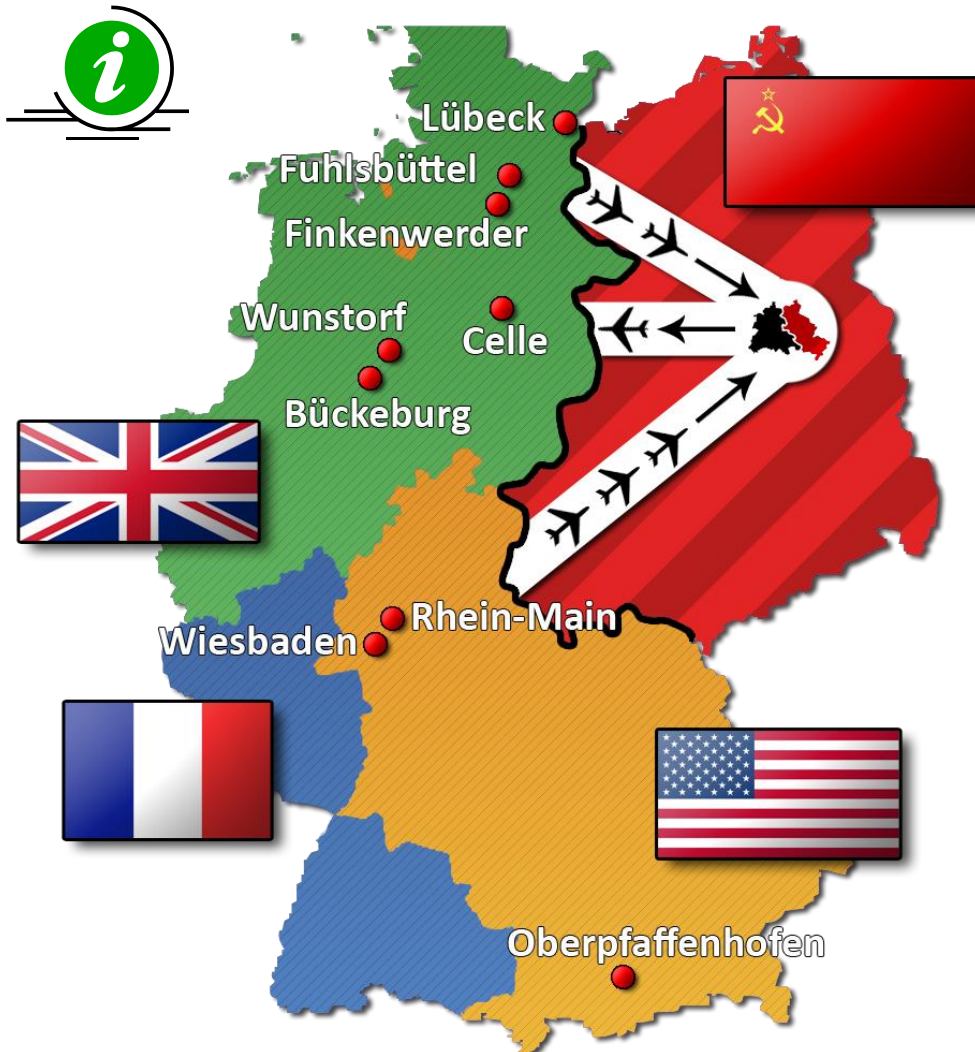 i
Lübeck
Fuhlsbüttel
Finkenwerder
Wunstorf
Celle
Bückeburg
Rhein-Main
Wiesbaden
Oberpfaffenhofen